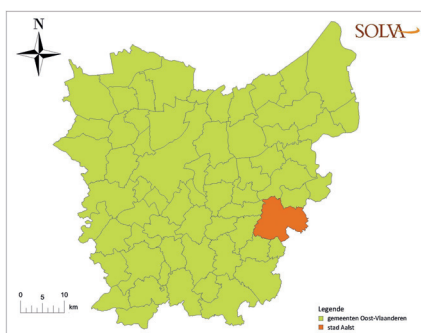 N
SOLVA
0 5 10
km
Legende
gemeenten Oost-Vlaanderen
stad Aalst